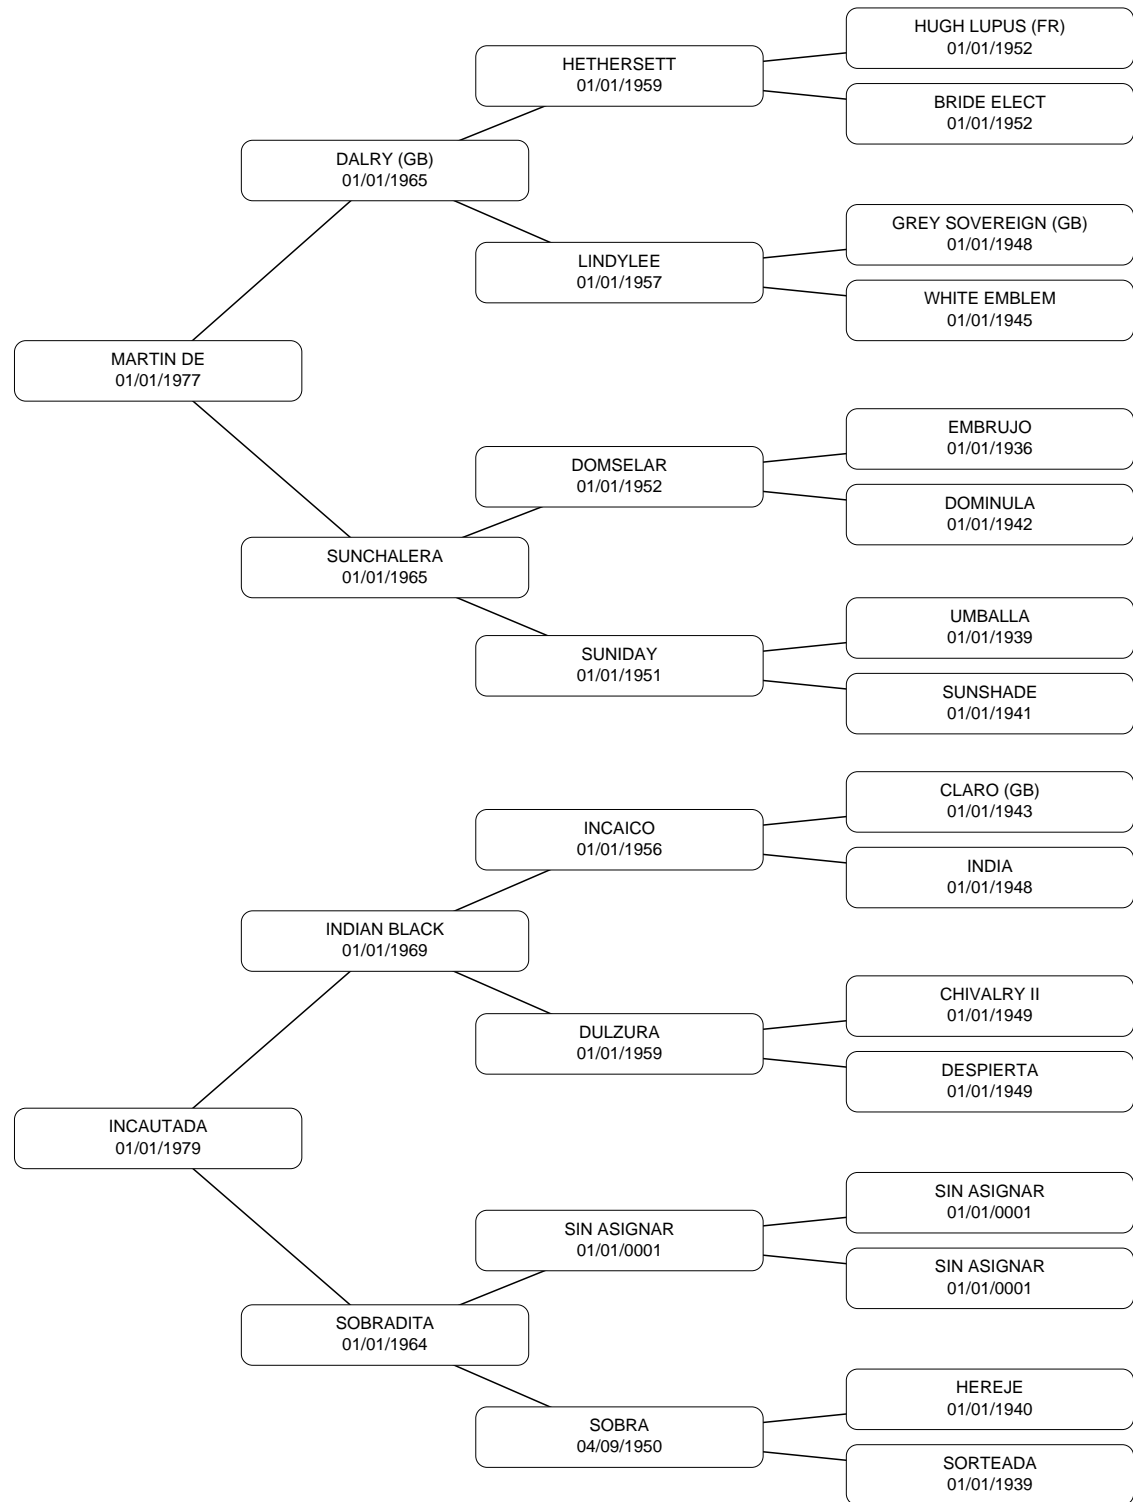 HUGH LUPUS (FR)
01/01/1952
HETHERSETT
01/01/1959
BRIDE ELECT
01/01/1952
DALRY (GB)
01/01/1965
GREY SOVEREIGN (GB)
01/01/1948
LINDYLEE
01/01/1957
WHITE EMBLEM
01/01/1945
MARTIN DE
01/01/1977
EMBRUJO
01/01/1936
DOMSELAR
01/01/1952
DOMINULA
01/01/1942
SUNCHALERA
01/01/1965
UMBALLA
01/01/1939
SUNIDAY
01/01/1951
SUNSHADE
01/01/1941
CLARO (GB)
01/01/1943
INCAICO
01/01/1956
INDIA
01/01/1948
INDIAN BLACK
01/01/1969
CHIVALRY II
01/01/1949
DULZURA
01/01/1959
DESPIERTA
01/01/1949
INCAUTADA
01/01/1979
SIN ASIGNAR
01/01/0001
SIN ASIGNAR
01/01/0001
SIN ASIGNAR
01/01/0001
SOBRADITA
01/01/1964
HEREJE
01/01/1940
SOBRA
04/09/1950
SORTEADA
01/01/1939